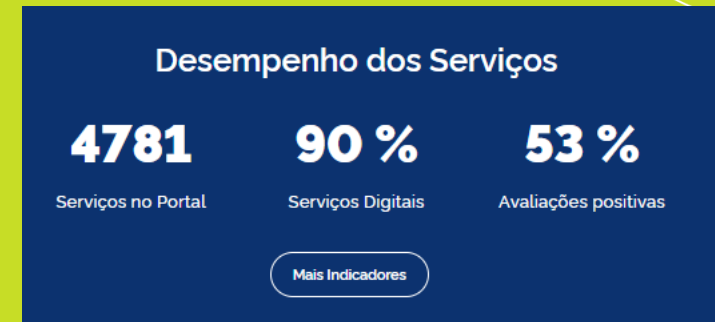 Desempenho dos Serviços
4781 90 % 53 %
Serviços no Portal Serviços Digitais Avaliações positivas
Mais Indicadores